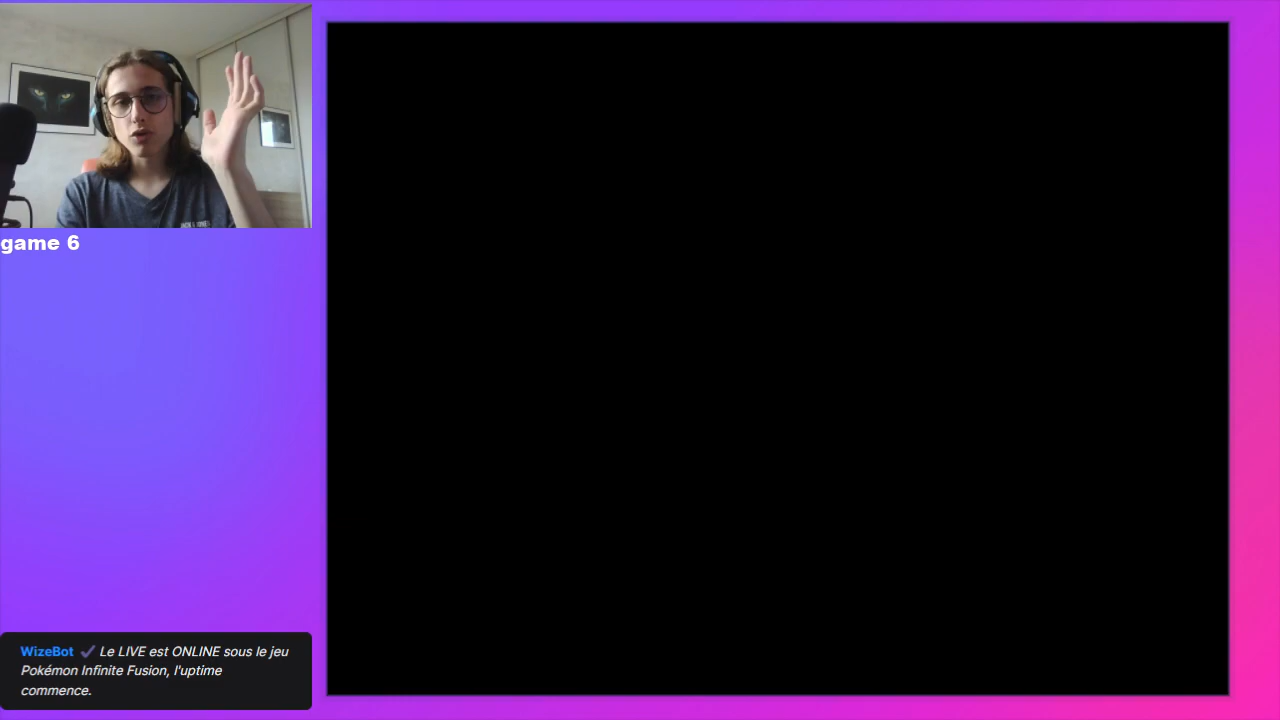 game 6
WizeBot ✔ Le LIVE est ONLINE sous le jeu
Pokémon Infinite Fusion, l'uptime
commence.